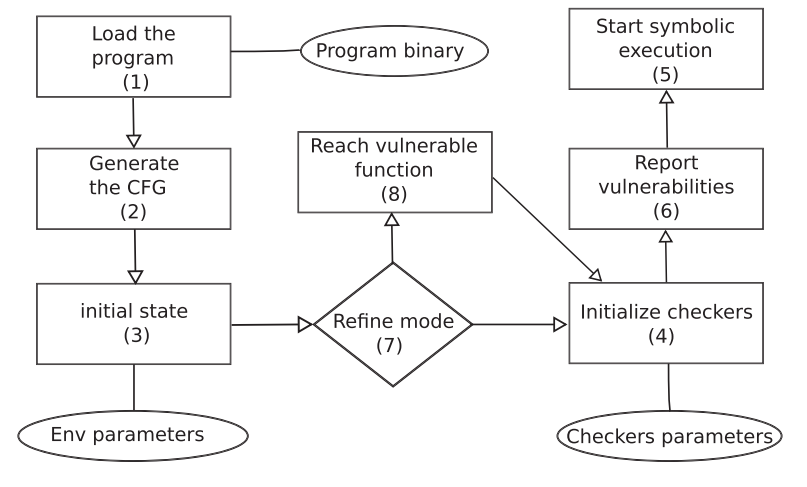 Load the
program
(1)
Program binary
Start symbolic
execution
(5)
Generate
the CFG
(2)
Reach vulnerable
function
(8)
Report
vulnerabilities
(6)
initial state
(3)
Refine mode
(7)
Initialize checkers
(4)
Env parameters
Checkers parameters